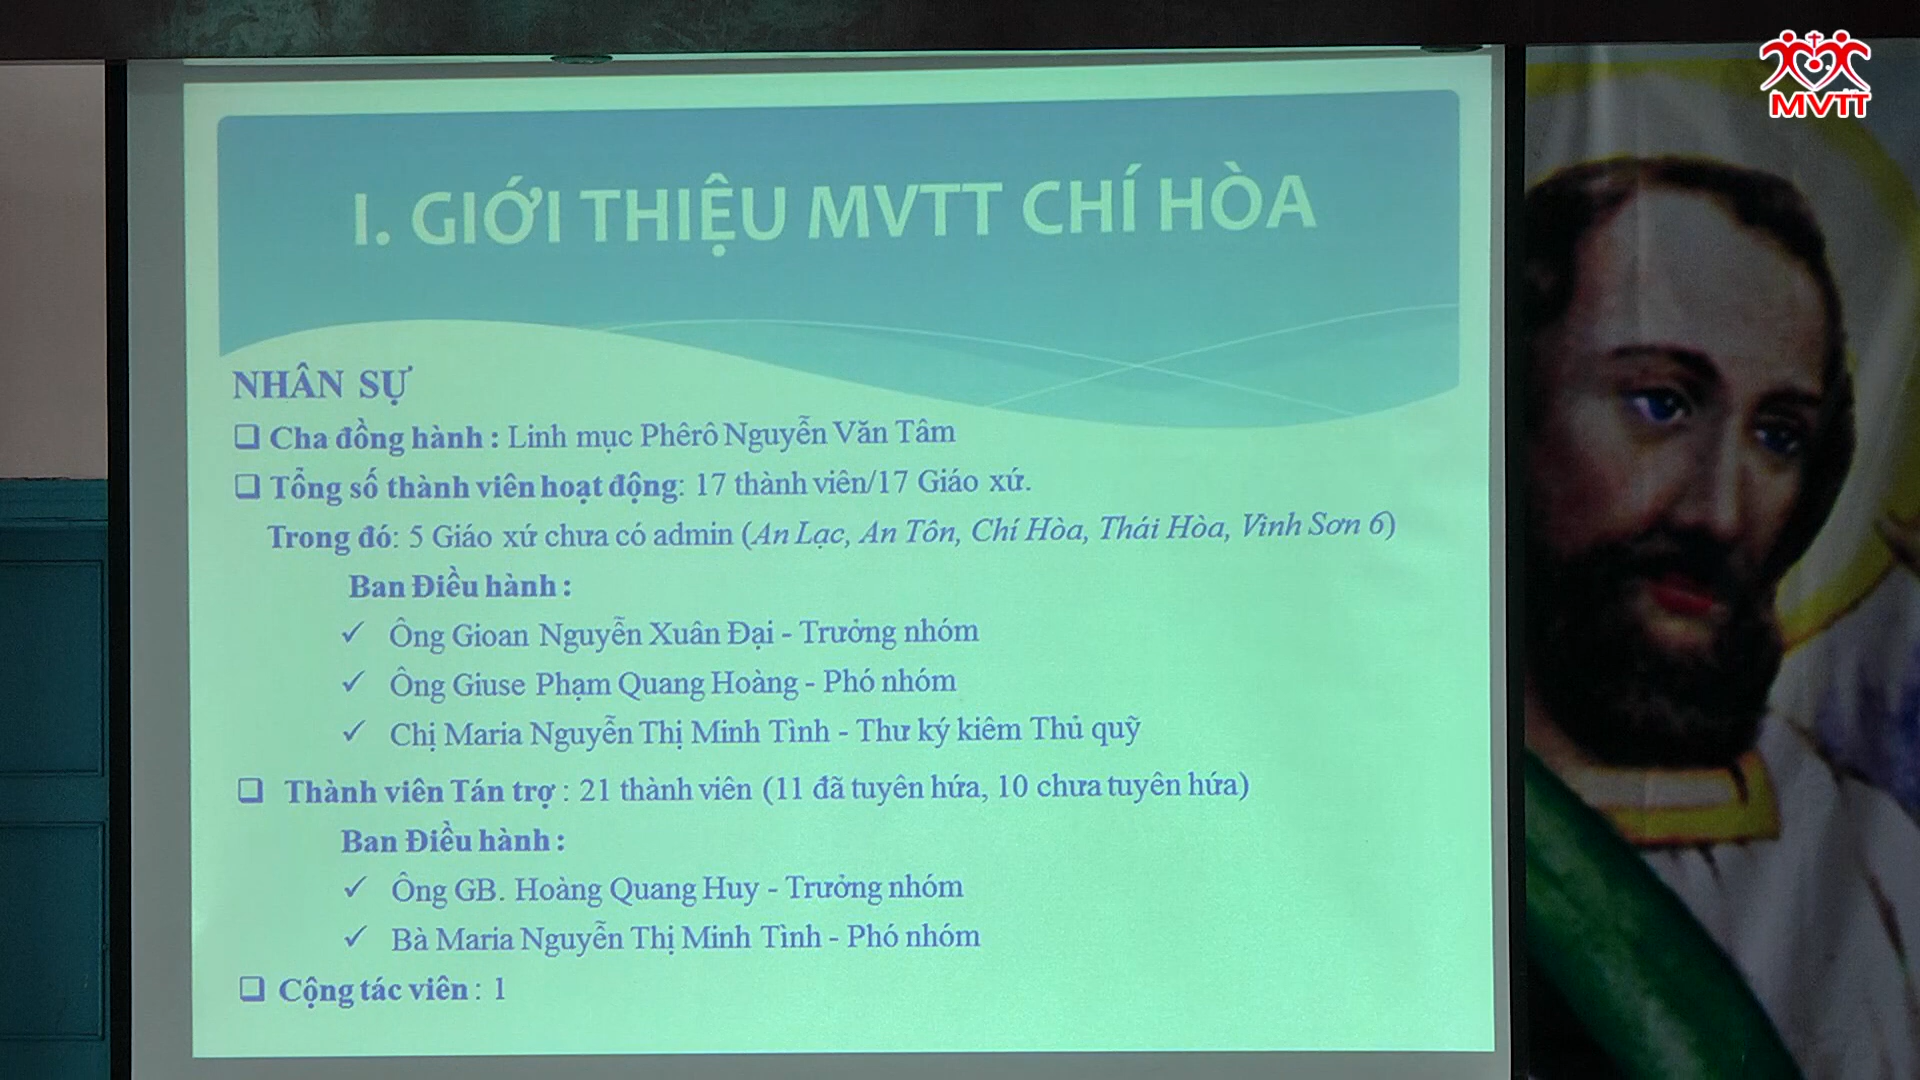 MVTT
I. GIỚI THIỆU MVTT CHÍ HÒA
NHÂN SỰ
❑ Cha đồng hành : Linh mục Phêrô Nguyễn Văn Tâm
❑ Tổng số thành viên hoạt động: 17 thành viên/17 Giáo xứ.
Trong đó: 5 Giáo xứ chưa có admin (An Lạc, An Tôn, Chí Hòa, Thái Hòa, Vinh Sơn 6)
Ban Điều hành :
✓ Ông Gioan Nguyễn Xuân Đại - Trưởng nhóm
✓ Ông Giuse Phạm Quang Hoàng - Phó nhóm
✓ Chị Maria Nguyễn Thị Minh Tình - Thư ký kiêm Thủ quỹ
❑ Thành viên Tán trợ : 21 thành viên (11 đã tuyên hứa, 10 chưa tuyên hứa)
Ban Điều hành :
✓ Ông GB. Hoàng Quang Huy - Trưởng nhóm
✓ Bà Maria Nguyễn Thị Minh Tình - Phó nhóm
❑ Cộng tác viên : 1